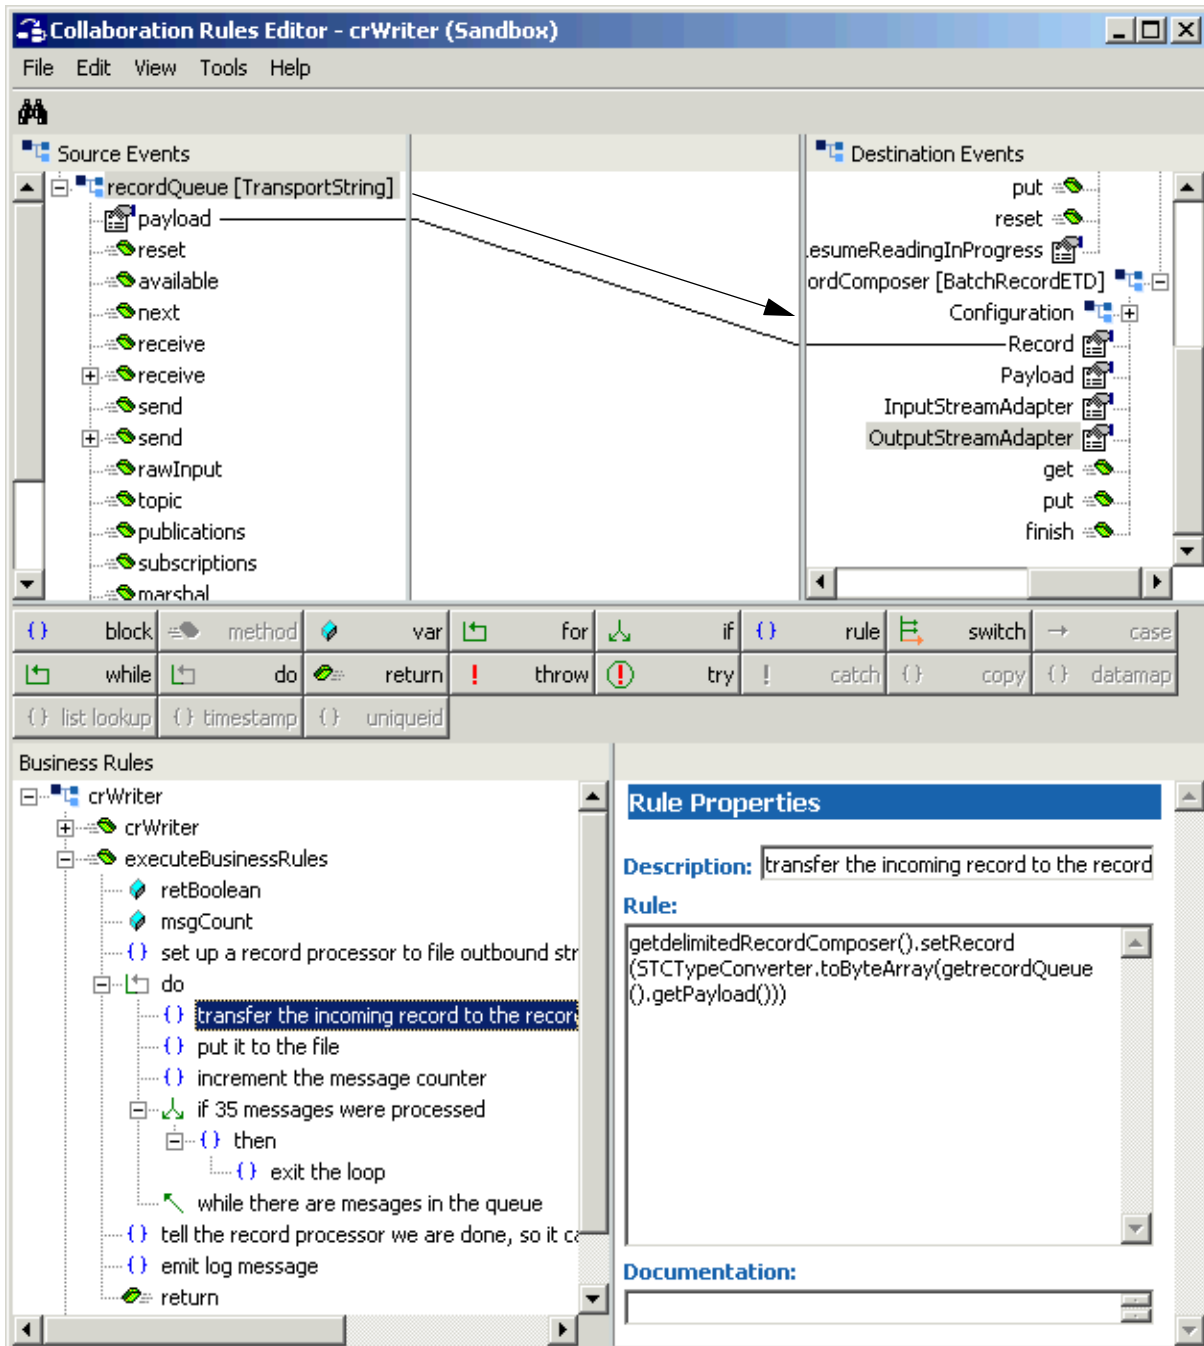 Collaboration Rules Editor - crWriter (Sandbox)
File Edit View Tools Help
Source Events
Destination Events
recordQueue [TransportString]
payload
reset
available
next
receive
receive
send
send
rawInput
topic
publications
subscriptions
marshal
put
reset
esumeReadingInProgress
ordComposer [BatchRecordETD]
Configuration
Record
Payload
InputStreamAdapter
OutputStreamAdapter
get
put
finish
{} block method var for if {} rule switch case
while do return ! throw ! try ! catch {} copy {} datamap
{} list lookup {} timestamp {} uniqueid
Business Rules
crWriter
crWriter
executeBusinessRules
retBoolean
msgCount
{} set up a record processor to file outbound str
do
{} transfer the incoming record to the recor
{} put it to the file
{} increment the message counter
if 35 messages were processed
{} then
{} exit the loop
while there are mesages in the queue
{} tell the record processor we are done, so it ca
{} emit log message
return
Rule Properties
Description: transfer the incoming record to the record
Rule:
getdelimitedRecordComposer().setRecord
(STCTypeConverter.toByteArray(getrecordQueue
().getPayload()))
Documentation: